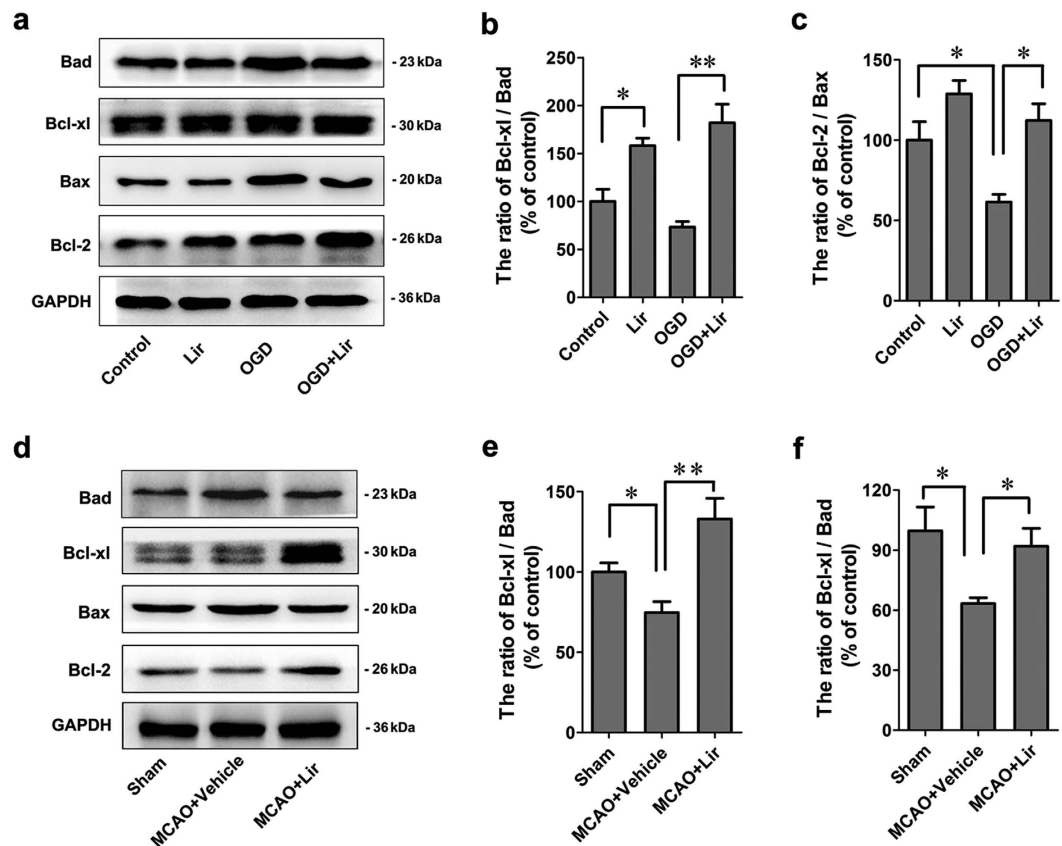 a
Bad
- 23 kDa
Bcl-xl
- 30 kDa
Bax
- 20 kDa
Bcl-2
- 26 kDa
GAPDH
- 36 kDa
Control
Lir
OGD
OGD+Lir
b
The ratio of Bcl-xl / Bad
(% of control)
250
200
150
100
50
0
*
**
Control
Lir
OGD
OGD+Lir
c
The ratio of Bcl-2 / Bax
(% of control)
150
100
50
0
*
*
Control
Lir
OGD
OGD+Lir
d
Bad
- 23 kDa
Bcl-xl
- 30 kDa
Bax
- 20 kDa
Bcl-2
- 26 kDa
GAPDH
- 36 kDa
Sham
MCAO+Vehicle
MCAO+Lir
e
The ratio of Bcl-xl / Bad
(% of control)
150
100
50
0
*
**
Sham
MCAO+Vehicle
MCAO+Lir
f
The ratio of Bcl-xl / Bad
(% of control)
120
90
60
30
0
*
*
Sham
MCAO+Vehicle
MCAO+Lir